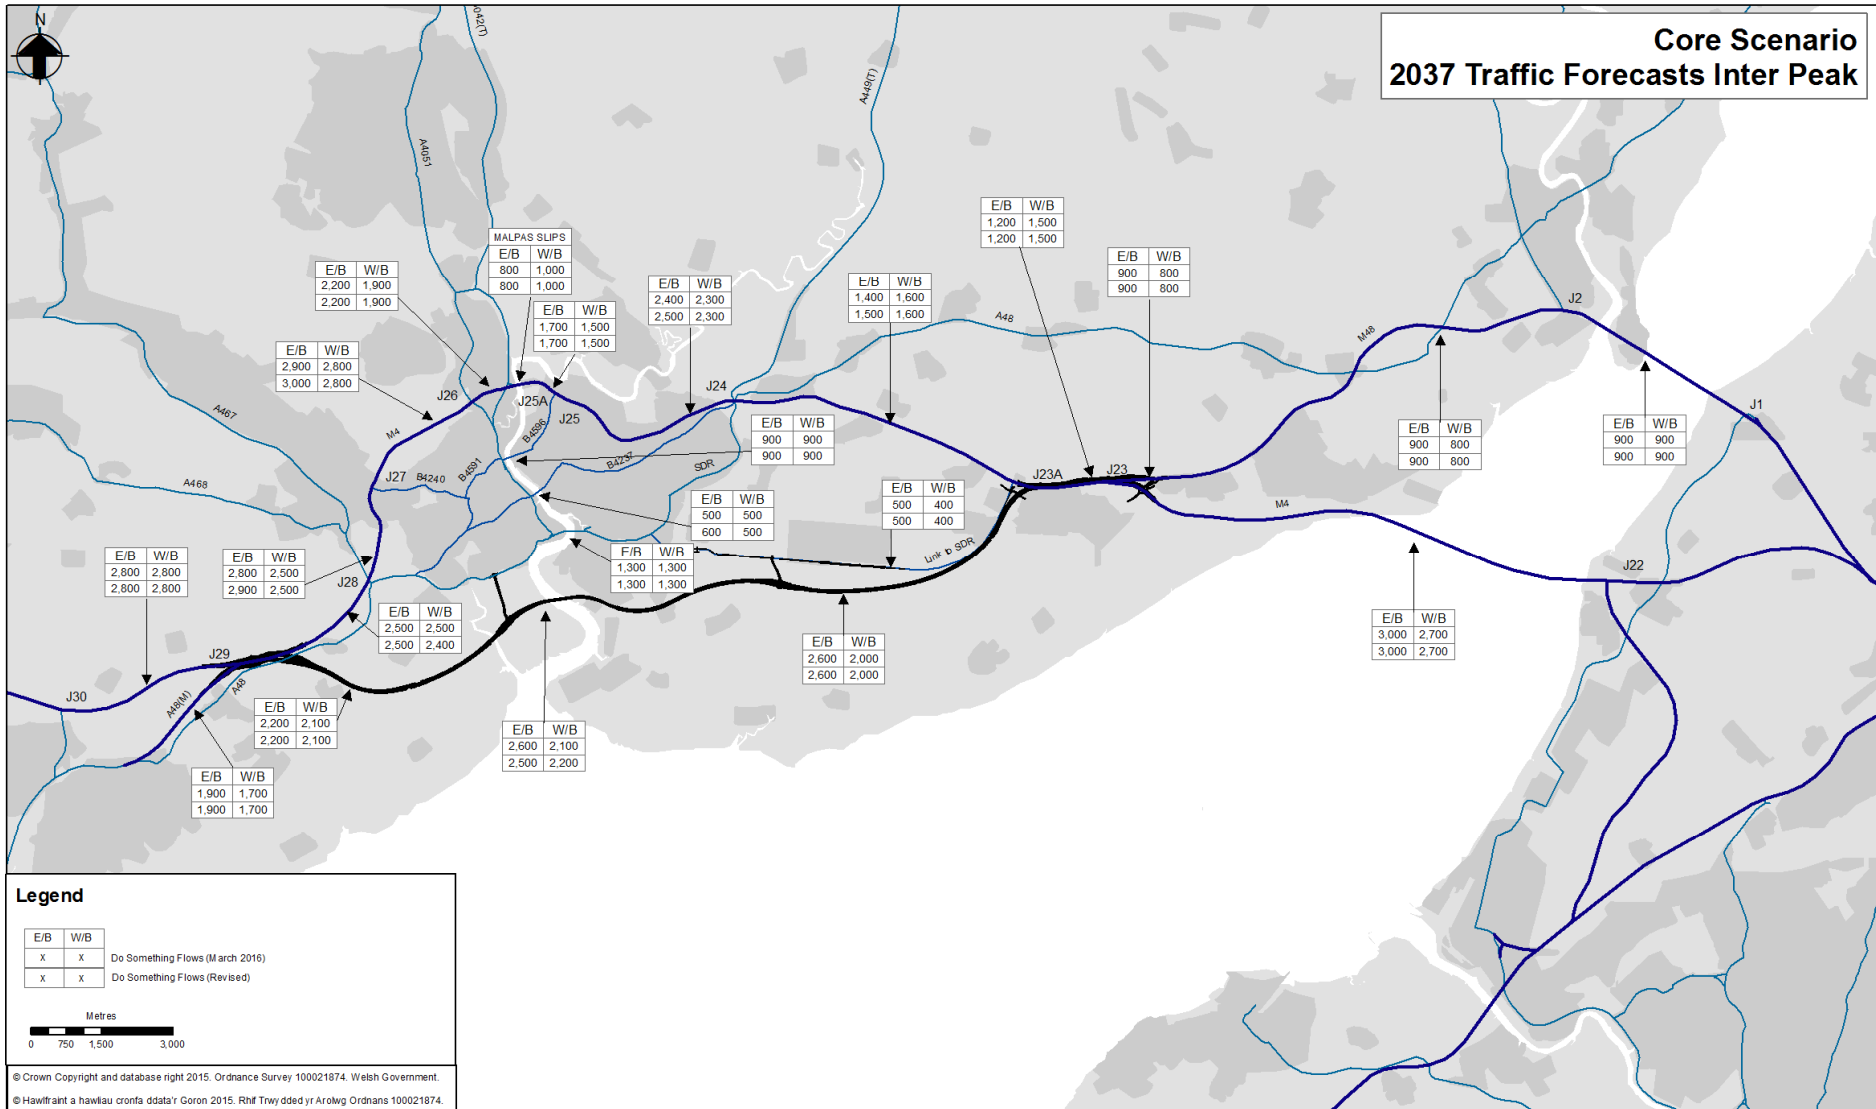 Core Scenario
2037 Traffic Forecasts Inter Peak
N
A4051
A449(T)
E/B W/B
1,200 1,500
1,200 1,500
MALPAS SLIPS
E/B W/B
800 1,000
800 1,000
E/B W/B
900 800
900 800
E/B W/B
2,200 1,900
2,200 1,900
E/B W/B
2,400 2,300
2,500 2,300
E/B W/B
1,400 1,600
1,500 1,600
E/B W/B
1,700 1,500
1,700 1,500
J2
A48
M48
E/B W/B
2,900 2,800
3,000 2,800
J26
J25A
J25
J24
J1
A467
M4
B4596
E/B W/B
900 900
900 900
E/B W/B
900 800
900 800
E/B W/B
900 900
900 900
A468
J27
B4240
B4591
B4237
SDR
J23A
J23
M4
E/B W/B
500 500
600 500
E/B W/B
500 400
500 400
Link to SDR
E/B W/B
2,800 2,800
2,800 2,800
E/B W/B
2,800 2,500
2,900 2,500
J28
E/B W/B
1,300 1,300
1,300 1,300
J22
E/B W/B
2,500 2,500
2,500 2,400
E/B W/B
3,000 2,700
3,000 2,700
J29
E/B W/B
2,600 2,000
2,600 2,000
J30
A48(M)
A48
E/B W/B
2,200 2,100
2,200 2,100
E/B W/B
2,600 2,100
2,500 2,200
E/B W/B
1,900 1,700
1,900 1,700
Legend
E/B W/B
x x Do Something Flows (March 2016)
x x Do Something Flows (Revised)
Metres
0 750 1,500 3,000
© Crown Copyright and database right 2015. Ordnance Survey 100021874. Welsh Government.
© Hawlfraint a hawliau cronfa ddata'r Goron 2015. Rhif Trwydded yr Arolwg Ordnans 100021874.